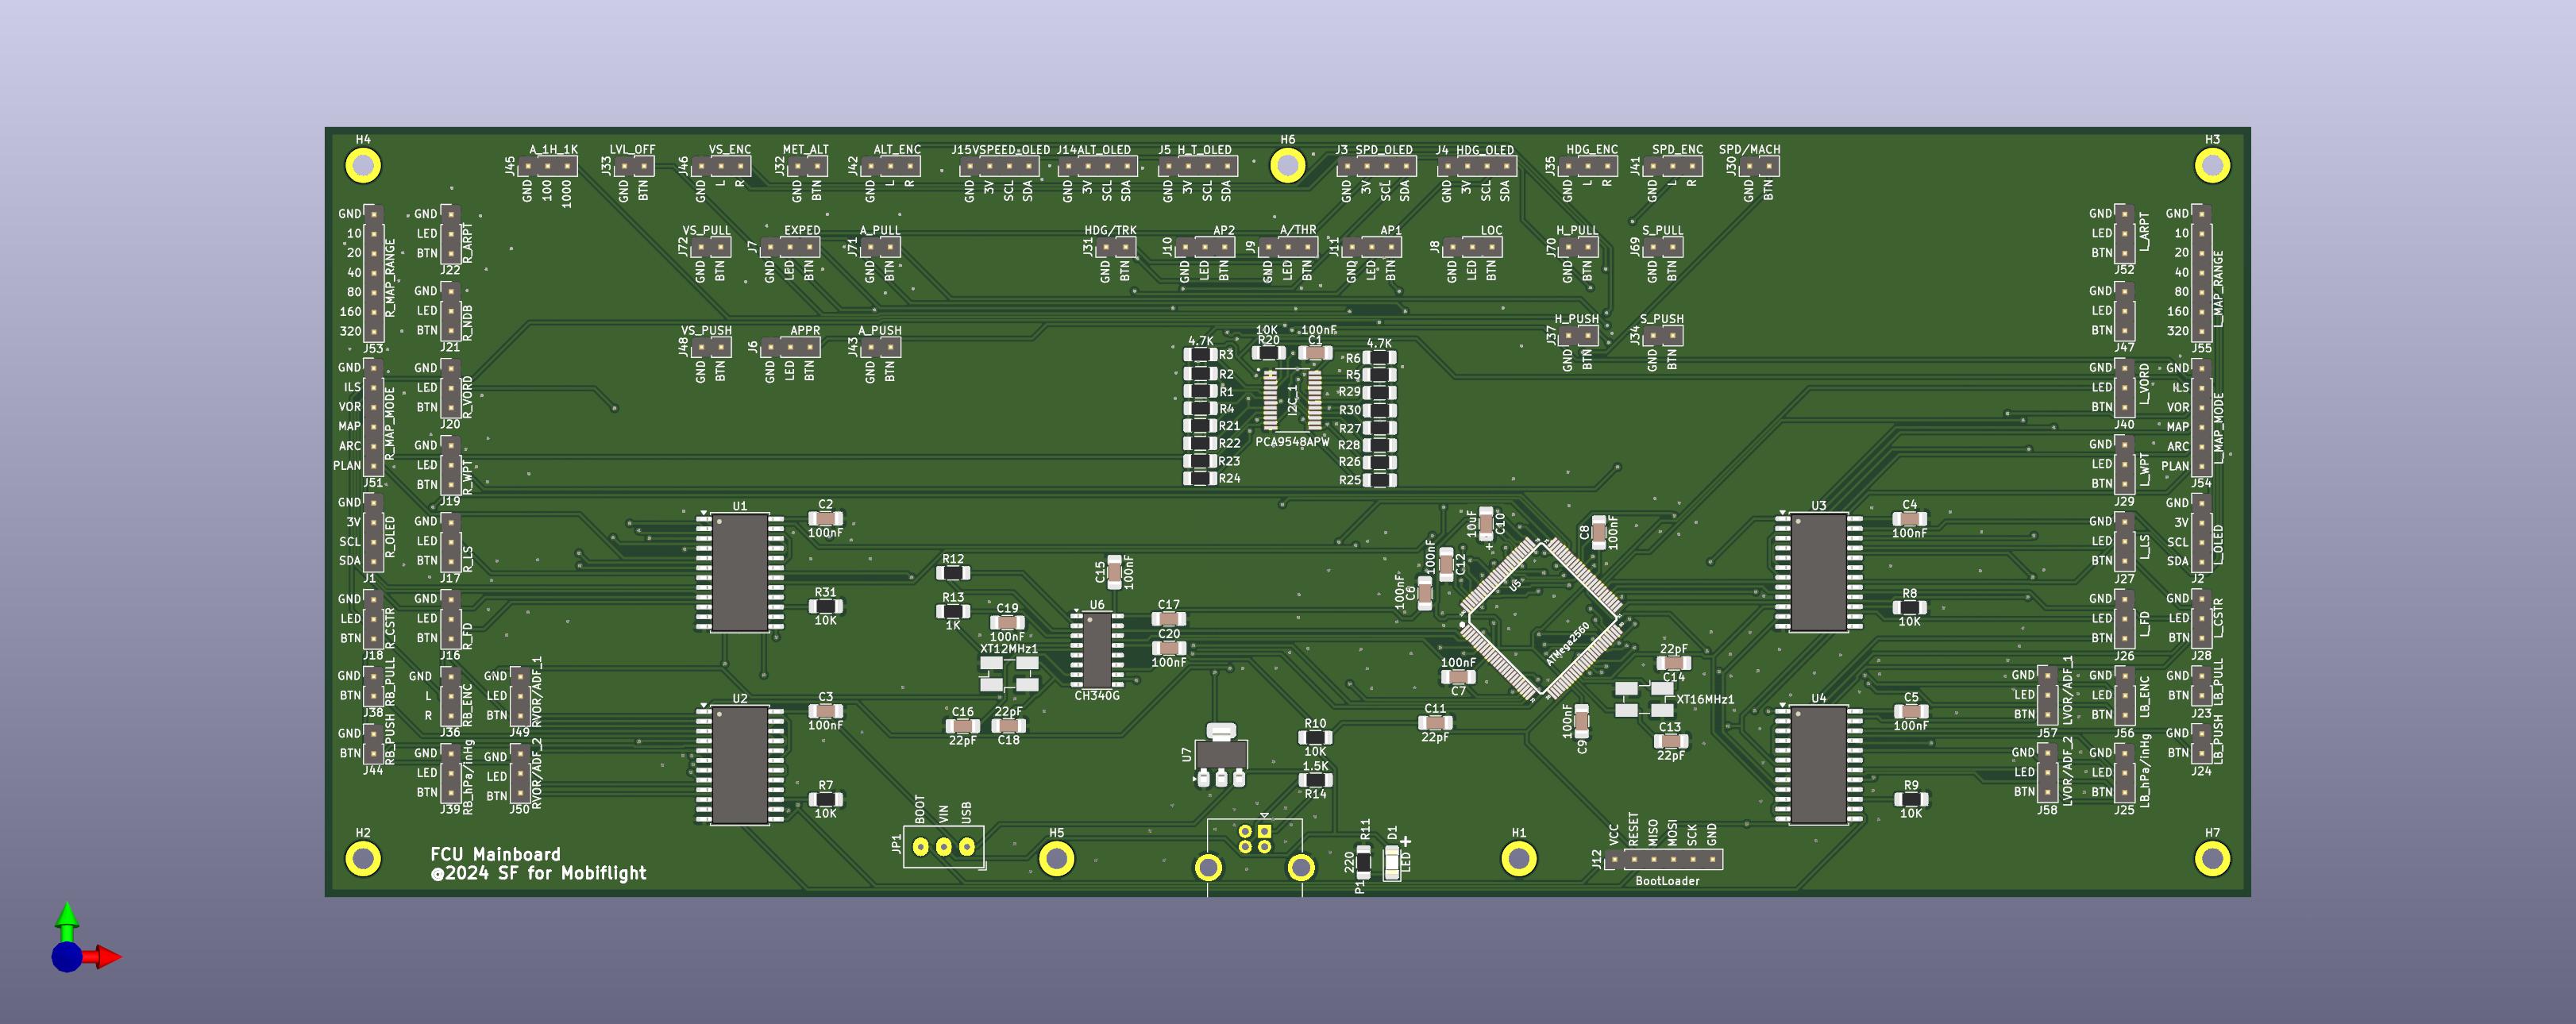 H4
H6
H3
J45 A_1H_1K
GND 100 1000
J33 LVL_OFF
GND BTN
J46 VS_ENC
GND L R
J32 MET_ALT
GND BTN
J42 ALT_ENC
GND L R
J15 VSPEED-OLED
GND 3V SCL SDA
J14 ALT_OLED
GND 3V SCL SDA
J5 H_T_OLED
GND 3V SCL SDA
J3 SPD_OLED
GND 3V SCL SDA
J4 HDG_OLED
GND 3V SCL SDA
J35 HDG_ENC
GND L R
J41 SPD_ENC
GND L R
J30 SPD/MACH
GND BTN
J72 VS_PULL
GND BTN
J7 EXPED
GND LED BTN
J71 A_PULL
GND BTN
J31 HDG/TRK
GND BTN
J10 AP2
GND LED BTN
J9 A/THR
GND LED BTN
J11 AP1
GND LED BTN
J8 LOC
GND LED BTN
J70 H_PULL
GND BTN
J69 S_PULL
GND BTN
J48 VS_PUSH
GND BTN
J6 APPR
GND LED BTN
J43 A_PUSH
GND BTN
J37 H_PUSH
GND BTN
J34 S_PUSH
GND BTN
GND
10
20
40
80
160
320
R_MAP_RANGE
J53
GND
LED
BTN
R_ARPT
J22
GND
LED
BTN
R_NDB
J21
GND
ILS
VOR
MAP
ARC
PLAN
R_MAP_MODE
J51
GND
LED
BTN
R_VORD
J20
GND
LED
BTN
R_WPT
J19
GND
3V
SCL
SDA
R_OLED
J1
GND
LED
BTN
R_LS
J17
GND
LED
BTN
R_CSTR
J18
GND
LED
BTN
R_FD
J16
GND
BTN
RB_PULL
J38
GND
L
R
RB_ENC
J36
GND
LED
BTN
RVOR/ADF_1
J49
GND
BTN
RB_PUSH
J44
GND
LED
BTN
RB_hPa/inHg
J39
GND
LED
BTN
RVOR/ADF_2
J50
4.7K
R3
R2
R1
R4
R21
R22
R23
R24
10K
R20
100nF
C1
I2C_1
PCA9548APW
4.7K
R6
R5
R29
R30
R27
R28
R26
R25
U1
C2
100nF
R31
10K
U2
C3
100nF
R7
10K
R12
R13
1K
C19
100nF
XT12MHz1
C16
22pF
22pF
C18
C15
100nF
U6
CH340G
C17
C20
100nF
U7
R10
10K
1.5K
R14
10uF
C10
+
100nF
C12
100nF
C6
C8
100nF
U5
ATMega2560
100nF
C7
C11
22pF
100nF
C9
22pF
C14
XT16MHz1
C13
22pF
U3
C4
100nF
R8
10K
U4
C5
100nF
R9
10K
GND
LED
BTN
L_ARPT
J52
GND
10
20
40
80
160
320
L_MAP_RANGE
J55
GND
LED
BTN
J47
GND
LED
BTN
L_VORD
J40
GND
ILS
VOR
MAP
ARC
PLAN
L_MAP_MODE
J54
GND
LED
BTN
L_WPT
J29
GND
LED
BTN
L_LS
J27
GND
3V
SCL
SDA
L_OLED
J2
GND
LED
BTN
L_FD
J26
GND
LED
BTN
L_CSTR
J28
GND
LED
BTN
LVOR/ADF_1
J57
GND
LED
BTN
LB_ENC
J56
GND
BTN
LB_PULL
J23
GND
LED
BTN
LVOR/ADF_2
J58
GND
LED
BTN
LB_hPa/inHg
J25
GND
BTN
LB_PUSH
J24
H2
FCU Mainboard
@2024 SF for Mobiflight
JP1
BOOT VIN USB
H5
P1
220
R11
D1
LED
+
H1
J12
VCC RESET MISO MOSI SCK GND
BootLoader
H7